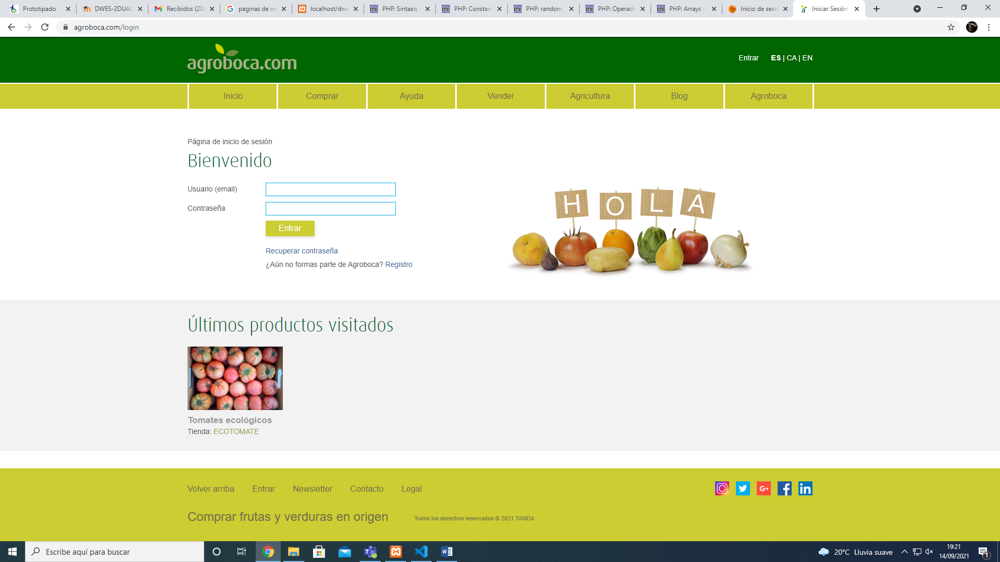 Prototipado
DWES-2DUAL
Recibidos (204
paginas de ve
localhost/dwe
PHP: Sintaxis
PHP: Constan
PHP: random_
PHP: Operado
PHP: Arrays -
Inicio de sesió
Iniciar Sesión
agroboca.com/login
agroboca.com
Entrar ES | CA | EN
Inicio Comprar Ayuda Vender Agricultura Blog Agroboca
Página de inicio de sesión
Bienvenido
Usuario (email)
Contraseña
Entrar
Recuperar contraseña
¿Aún no formas parte de Agroboca? Registro
H O L A
Últimos productos visitados
Tomates ecológicos
Tienda: ECOTOMATE
Volver arriba Entrar Newsletter Contacto Legal
Comprar frutas y verduras en origen
Todos los derechos reservados © 2021 TANDA
Escribe aquí para buscar
20°C Lluvia suave
19:21
14/09/2021
1